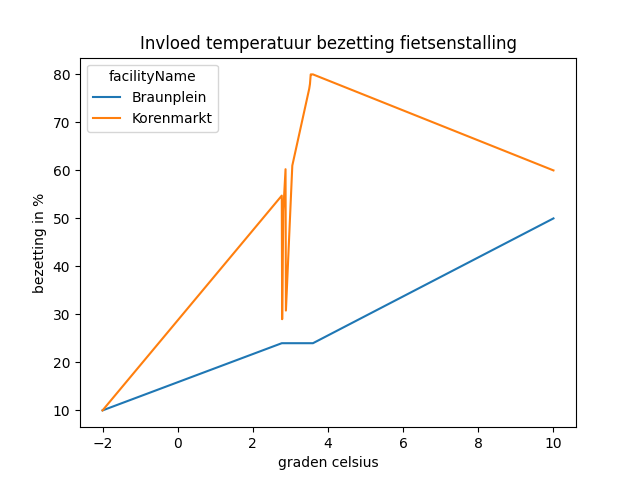 Invloed temperatuur bezetting fietsenstalling
facilityName
Braunplein
Korenmarkt
bezetting in %
80
70
60
50
40
30
20
10
−2
0
2
4
6
8
10
graden celsius